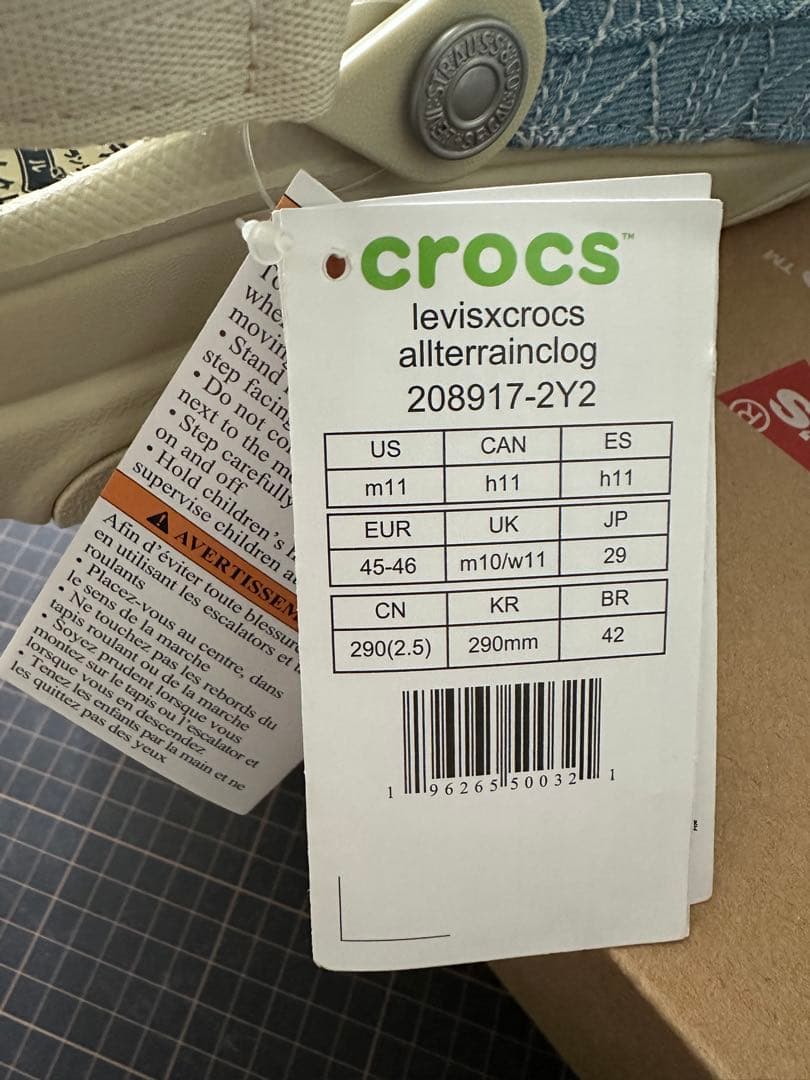 STRAUSS &
crocs™
levisxcrocs
allterrainclog
208917-2Y2
US CAN ES
m11 h11 h11
EUR UK JP
45-46 m10/w11 29
CN KR BR
290(2.5) 290mm 42
1 96265 50032 1
moving
• Stand
step facing
• Do not
next to the
• Step carefully
on and off
• Hold children's
supervise children
⚠ AVERTISSEM
Afin d'éviter toute blessure
en utilisant les escalators et
roulants
• Placez-vous au centre, dans
le sens de la marche
• Ne touchez pas les rebords du
tapis roulant ou de la marche
• Soyez prudent lorsque vous
montez sur le tapis ou l'escalator et
lorsque vous en descendez
• Tenez les enfants par la main et ne
les quittez pas des yeux
S®
TM